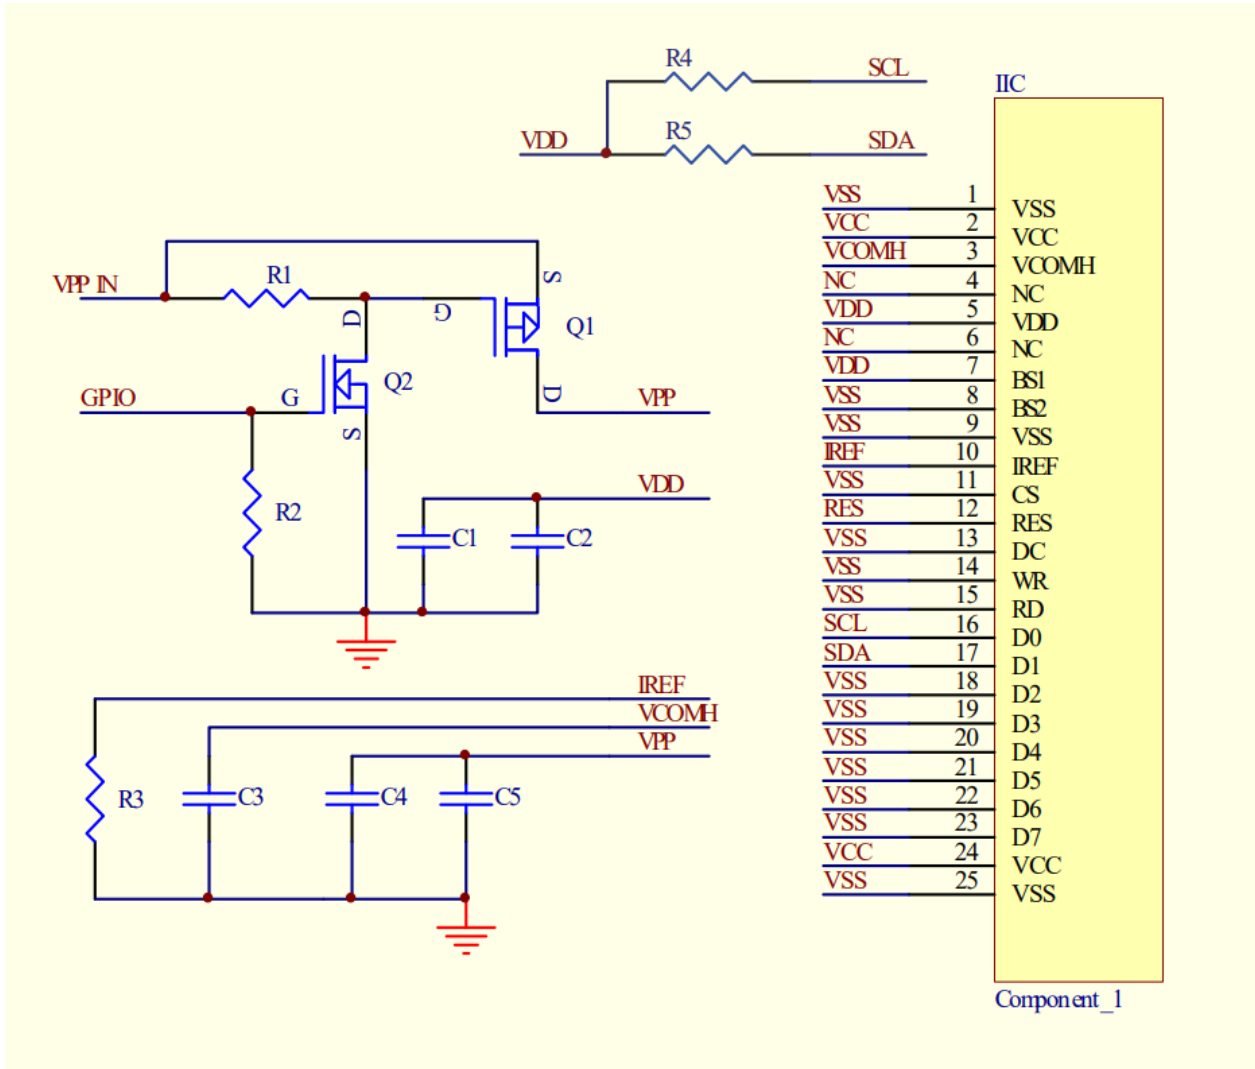 R4
SCL
R5
VDD
SDA
IIC
VSS 1 VSS
VCC 2 VCC
VCOMH 3 VCOMH
NC 4 NC
VDD 5 VDD
NC 6 NC
VDD 7 BS1
VSS 8 BS2
VSS 9 VSS
IREF 10 IREF
VSS 11 CS
RES 12 RES
VSS 13 DC
VSS 14 WR
VSS 15 RD
SCL 16 D0
SDA 17 D1
VSS 18 D2
VSS 19 D3
VSS 20 D4
VSS 21 D5
VSS 22 D6
VSS 23 D7
VCC 24 VCC
VSS 25 VSS
Component_1
VPP IN
R1
S
G
Q1
D
VPP
D
Q2
GPIO
G
S
R2
VDD
C1
C2
IREF
VCOMH
VPP
R3
C3
C4
C5